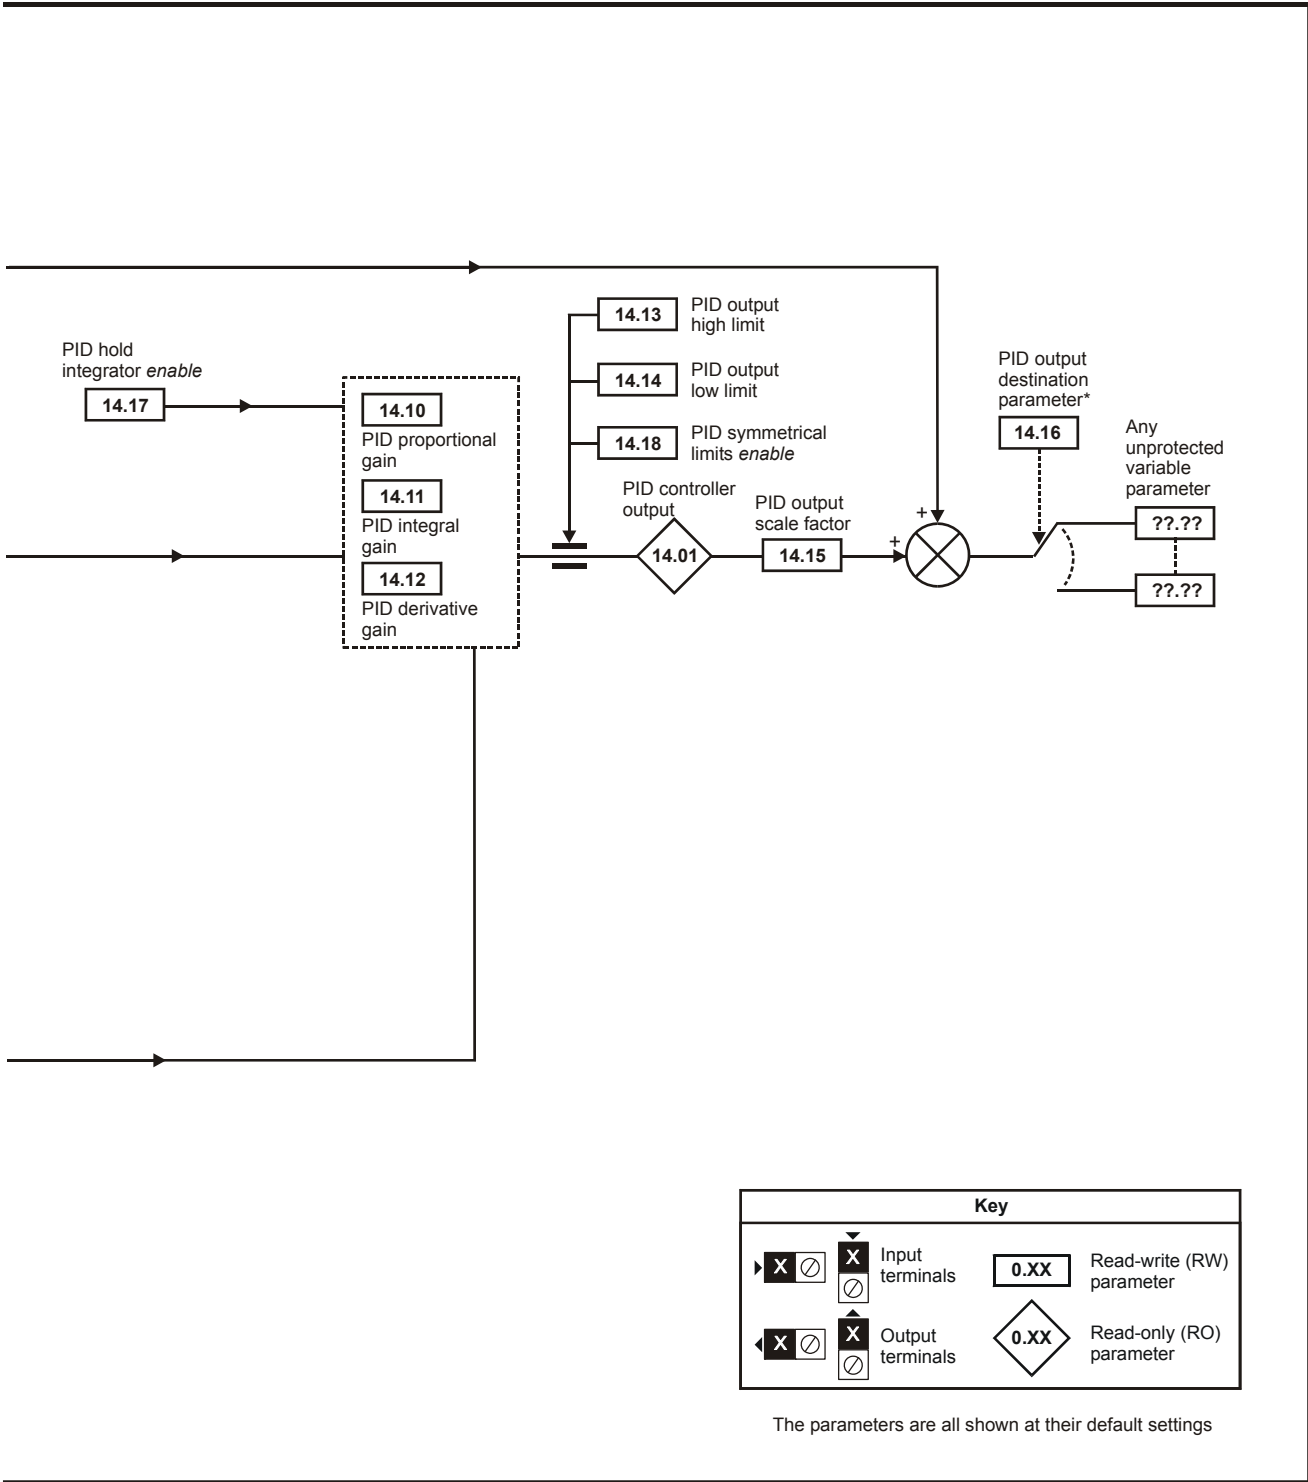 PID hold
integrator enable
14.17
14.10
PID proportional
gain
14.11
PID integral
gain
14.12
PID derivative
gain
14.13
PID output
high limit
14.14
PID output
low limit
14.18
PID symmetrical
limits enable
PID controller
output
14.01
PID output
scale factor
14.15
+
+
PID output
destination
parameter*
14.16
Any
unprotected
variable
parameter
??.??
??.??
Key
X
X
Input
terminals
0.XX
Read-write (RW)
parameter
X
X
Output
terminals
0.XX
Read-only (RO)
parameter
The parameters are all shown at their default settings